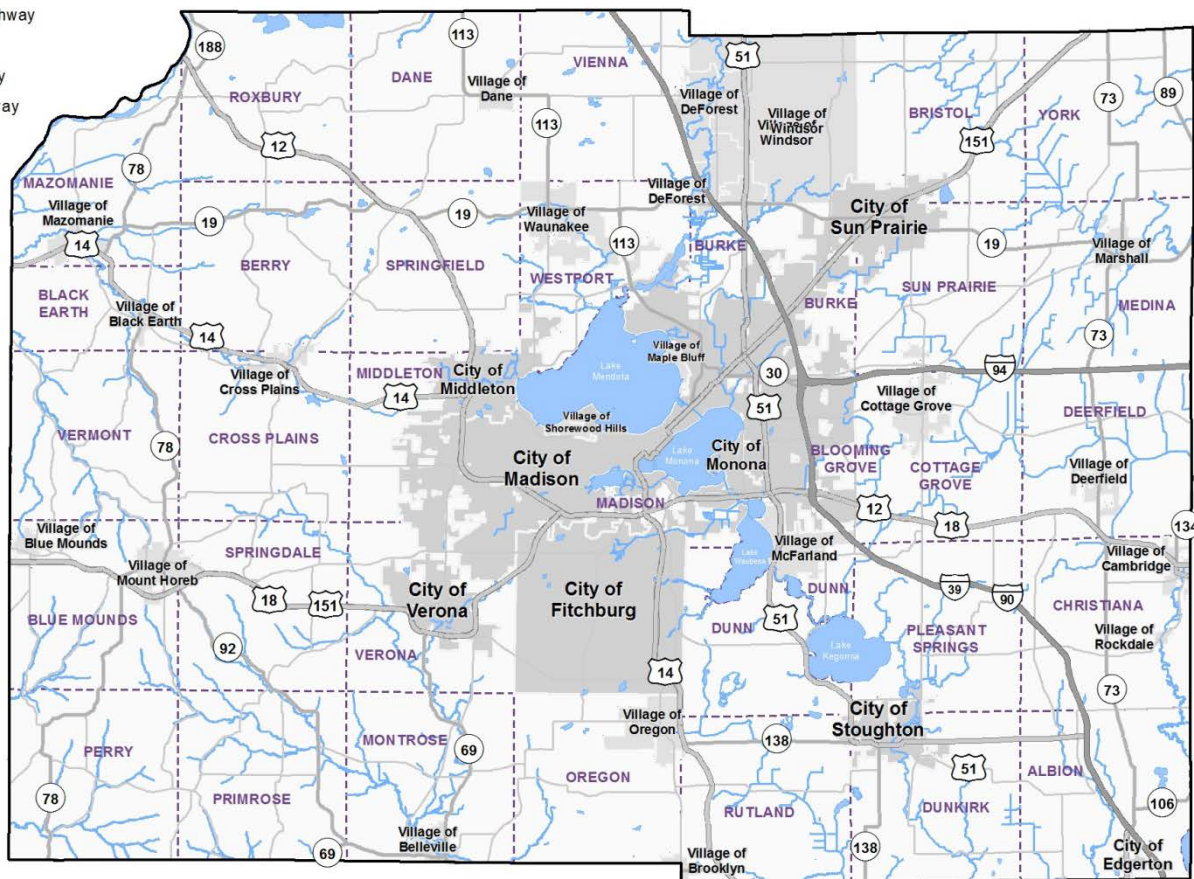 hway
y
ay
188
113
51
DANE
VIENNA
Village of
Dane
Village of
DeForest
Village of
Windsor
Village of
Windsor
ROXBURY
BRISTOL
YORK
73
89
12
113
151
78
MAZOMANIE
Village of
Mazomanie
14
19
19
Village of
Waunakee
Village of
DeForest
113
City of
Sun Prairie
19
Village of
Marshall
BURKE
BERRY
SPRINGFIELD
WESTPORT
BLACK
EARTH
Village of
Black Earth
14
BURKE
SUN PRAIRIE
MEDINA
73
Village of
Cross Plains
MIDDLETON
14
City of
Middleton
Lake
Mendota
Village of
Maple Bluff
30
51
94
Village of
Cottage Grove
DEERFIELD
Village of
Shorewood Hills
VERMONT
78
CROSS PLAINS
City of
Madison
Lake
Monona
City of
Monona
BLOOMING
GROVE
COTTAGE
GROVE
Village of
Deerfield
MADISON
12
18
134
Village of
Blue Mounds
Village of
Mount Horeb
SPRINGDALE
Village of
McFarland
Lake
Waubesa
Village of
Cambridge
18
151
City of
Verona
City of
Fitchburg
DUNN
39
90
CHRISTIANA
BLUE MOUNDS
92
VERONA
DUNN
51
Lake
Kegonsa
PLEASANT
SPRINGS
Village of
Rockdale
14
73
Village of
Oregon
City of
Stoughton
PERRY
MONTROSE
69
138
OREGON
51
ALBION
78
PRIMROSE
RUTLAND
DUNKIRK
106
Village of
Belleville
69
Village of
Brooklyn
138
City of
Edgerton